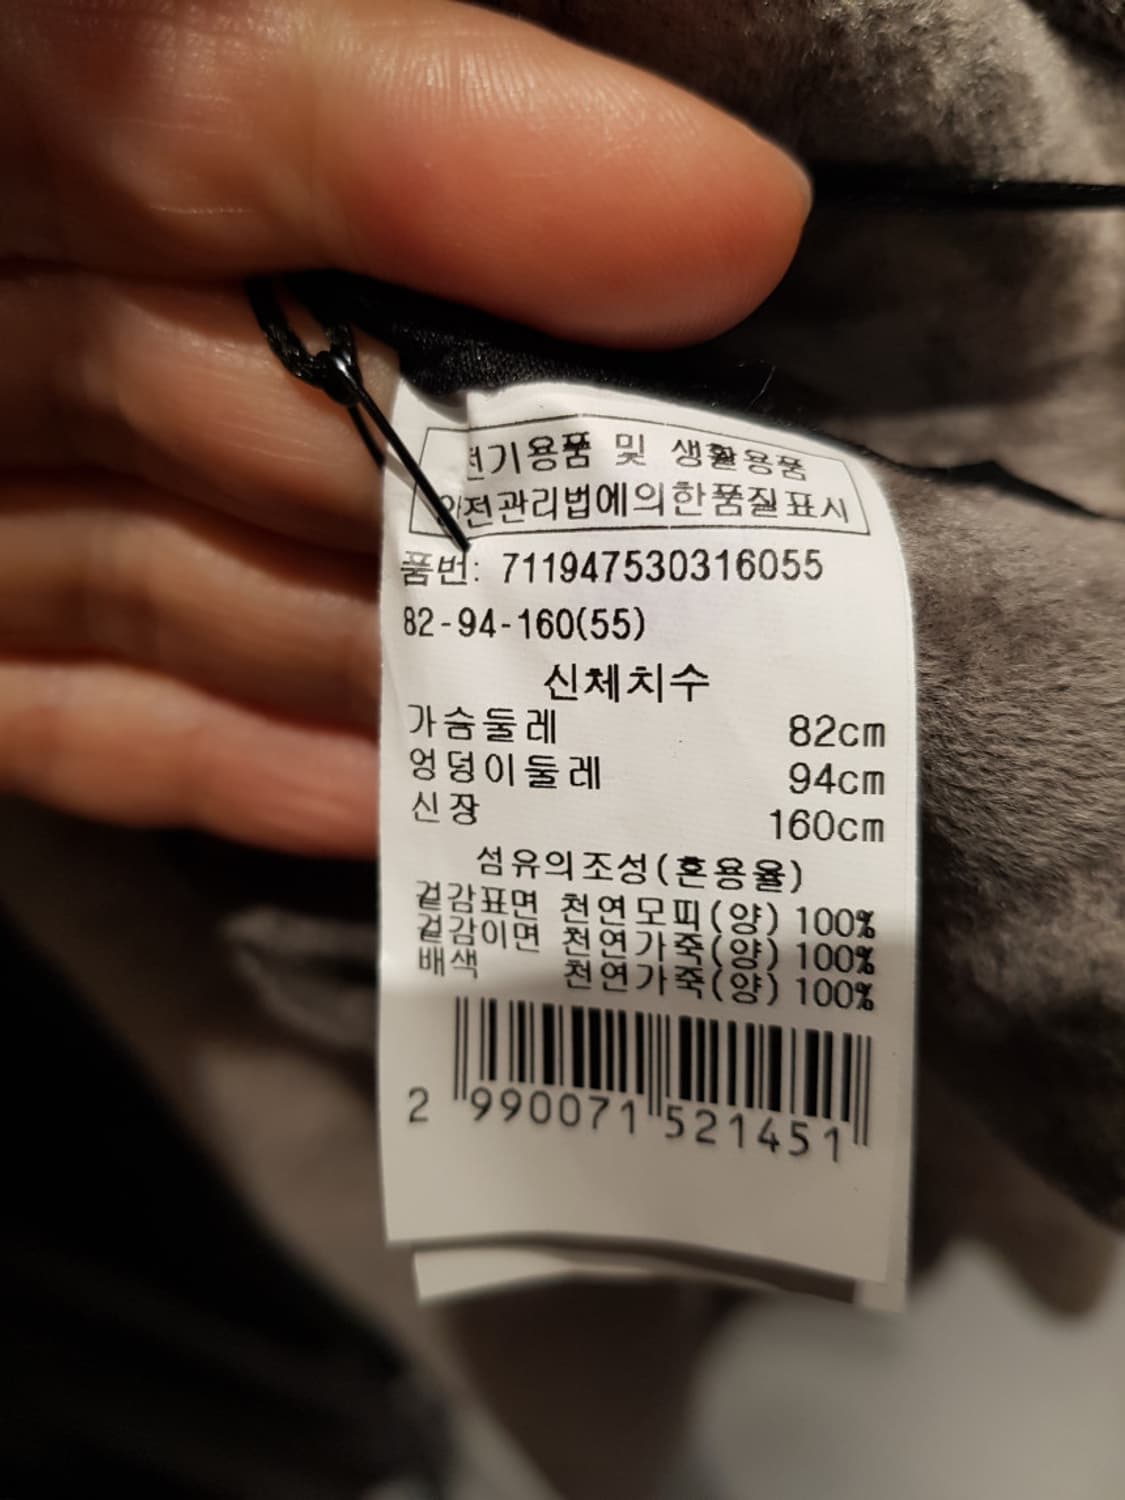 전기용품 및 생활용품
안전관리법에의한품질표시
품번: 711947530316055
82-94-160(55)
신체치수
가슴둘레 82cm
엉덩이둘레 94cm
신장 160cm
섬유의조성(혼용율)
겉감표면 천연모피(양) 100%
겉감이면 천연가죽(양) 100%
배색 천연가죽(양) 100%
2 990071 521451